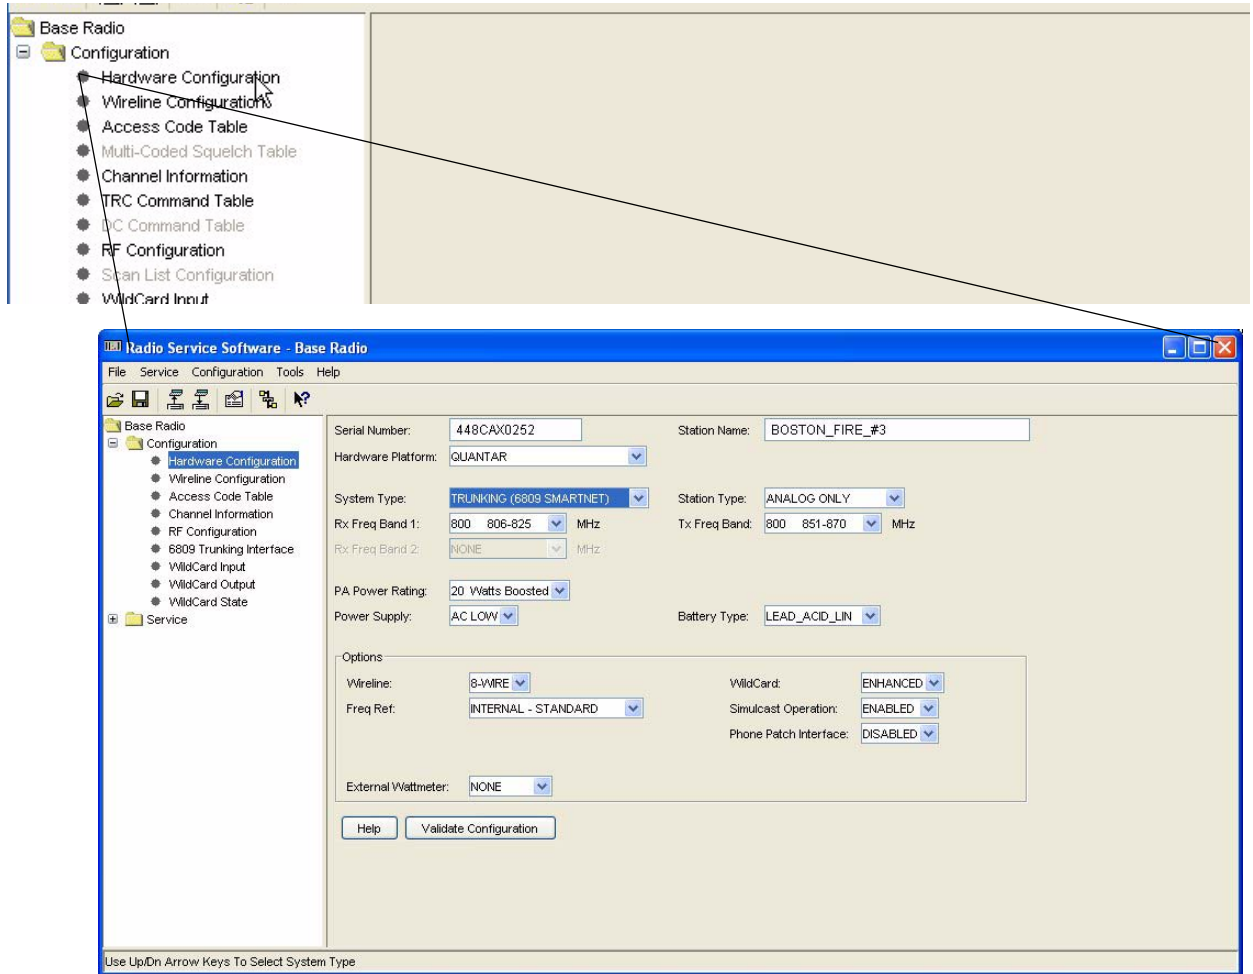 Base Radio
Configuration
Hardware Configuration
Wireline Configuration
Access Code Table
Multi-Coded Squelch Table
Channel Information
TRC Command Table
DC Command Table
RF Configuration
Scan List Configuration
WildCard Input
Radio Service Software - Base Radio
File Service Configuration Tools Help
Base Radio
Configuration
Hardware Configuration
Wireline Configuration
Access Code Table
Channel Information
RF Configuration
6809 Trunking Interface
WildCard Input
WildCard Output
WildCard State
Service
Serial Number: 448CAX0252 Station Name: BOSTON_FIRE_#3
Hardware Platform: QUANTAR
System Type: TRUNKING (6809 SMARTNET) Station Type: ANALOG ONLY
Rx Freq Band 1: 800 806-825 MHz Tx Freq Band: 800 851-870 MHz
Rx Freq Band 2: NONE MHz
PA Power Rating: 20 Watts Boosted
Power Supply: AC LOW Battery Type: LEAD_ACID_LIN
Options
Wireline: 8-WIRE WildCard: ENHANCED
Freq Ref: INTERNAL - STANDARD Simulcast Operation: ENABLED
Phone Patch Interface: DISABLED
External Wattmeter: NONE
Help Validate Configuration
Use Up/Dn Arrow Keys To Select System Type